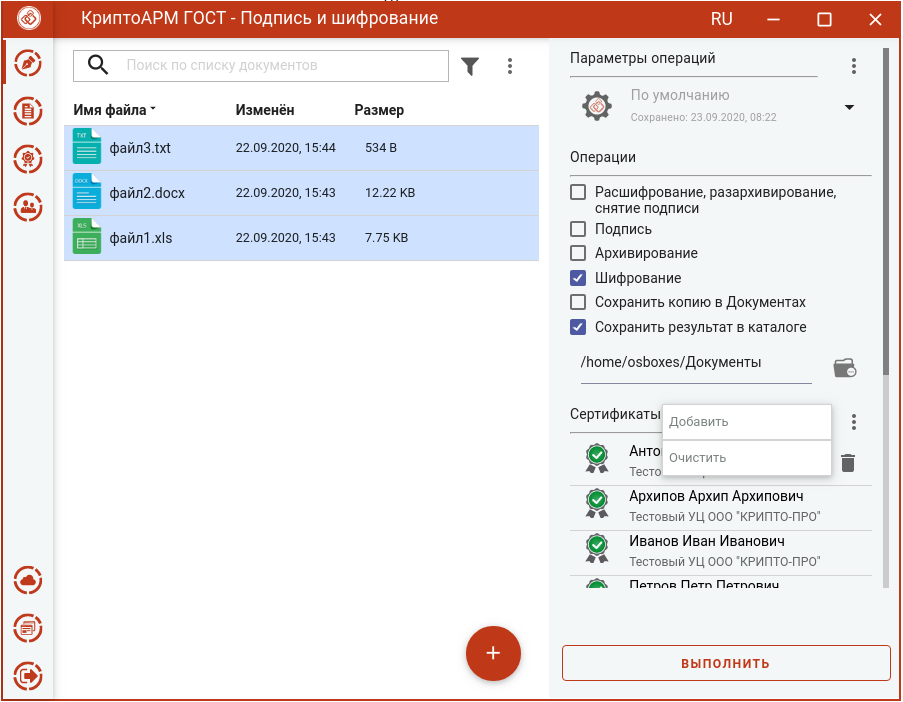 КриптоАРМ ГОСТ - Подпись и шифрование
RU
Поиск по списку документов
Имя файла
Изменён
Размер
TXT
файл3.txt
22.09.2020, 15:44
534 B
DOCX
файл2.docx
22.09.2020, 15:43
12.22 KB
XLS
файл1.xls
22.09.2020, 15:43
7.75 KB
Параметры операций
По умолчанию
Сохранено: 23.09.2020, 08:22
Операции
Расшифрование, разархивирование,
снятие подписи
Подпись
Архивирование
Шифрование
Сохранить копию в Документах
Сохранить результат в каталоге
/home/osboxes/Документы
Сертификаты
Добавить
Очистить
Архипов Архип Архипович
Тестовый УЦ ООО "КРИПТО-ПРО"
Иванов Иван Иванович
Тестовый УЦ ООО "КРИПТО-ПРО"
Петров Петр Петрович
ВЫПОЛНИТЬ